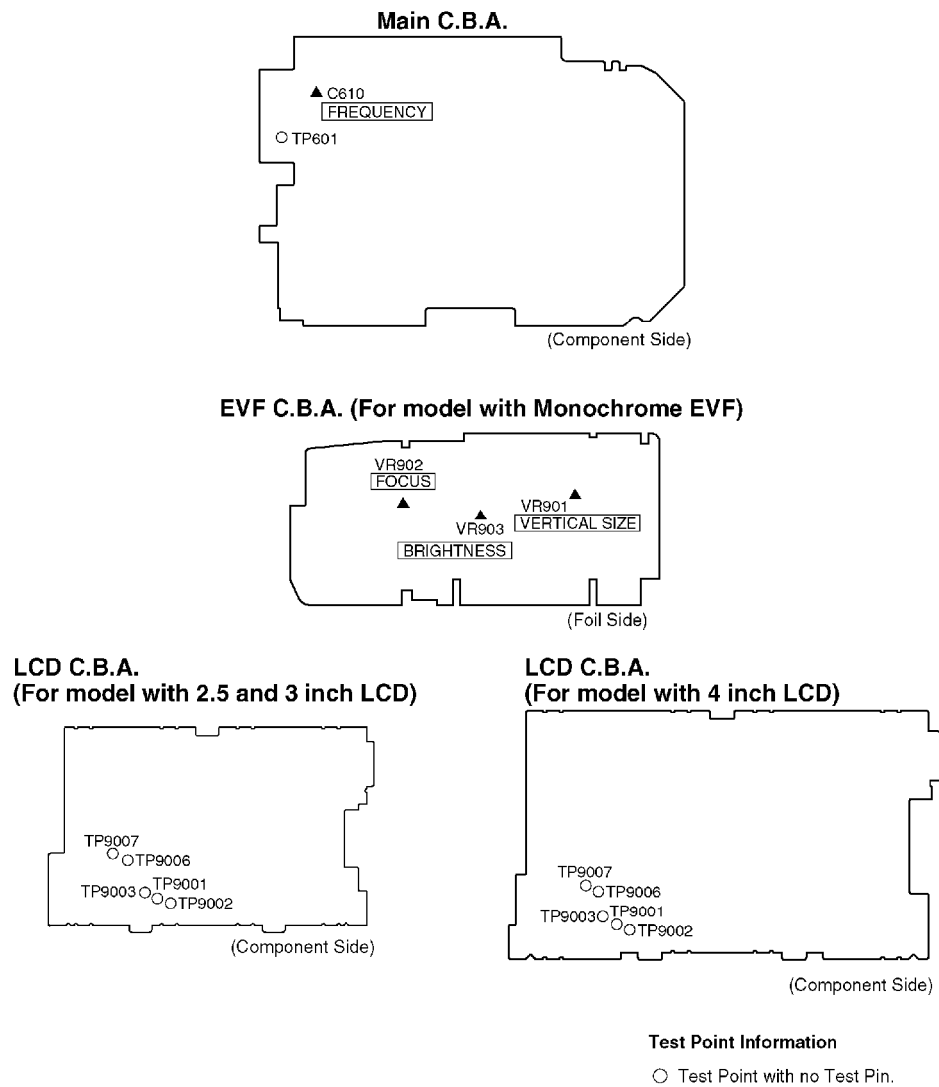 Main C.B.A.
C610
FREQUENCY
TP601
(Component Side)
EVF C.B.A. (For model with Monochrome EVF)
VR902
FOCUS
VR901
VERTICAL SIZE
VR903
BRIGHTNESS
(Foil Side)
LCD C.B.A.
(For model with 2.5 and 3 inch LCD)
TP9007
TP9006
TP9001
TP9003
TP9002
(Component Side)
LCD C.B.A.
(For model with 4 inch LCD)
TP9007
TP9006
TP9003
TP9001
TP9002
(Component Side)
Test Point Information
Test Point with no Test Pin.